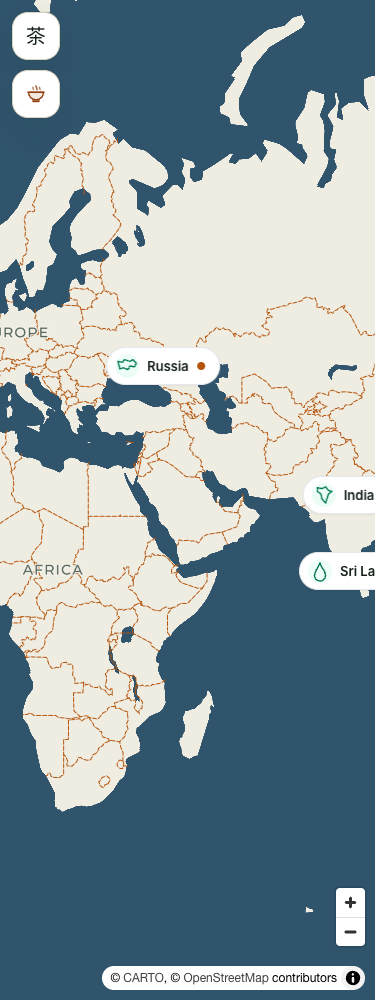 茶
UROPE
Russia
India
Sri La
AFRICA
+
−
© CARTO, © OpenStreetMap contributors